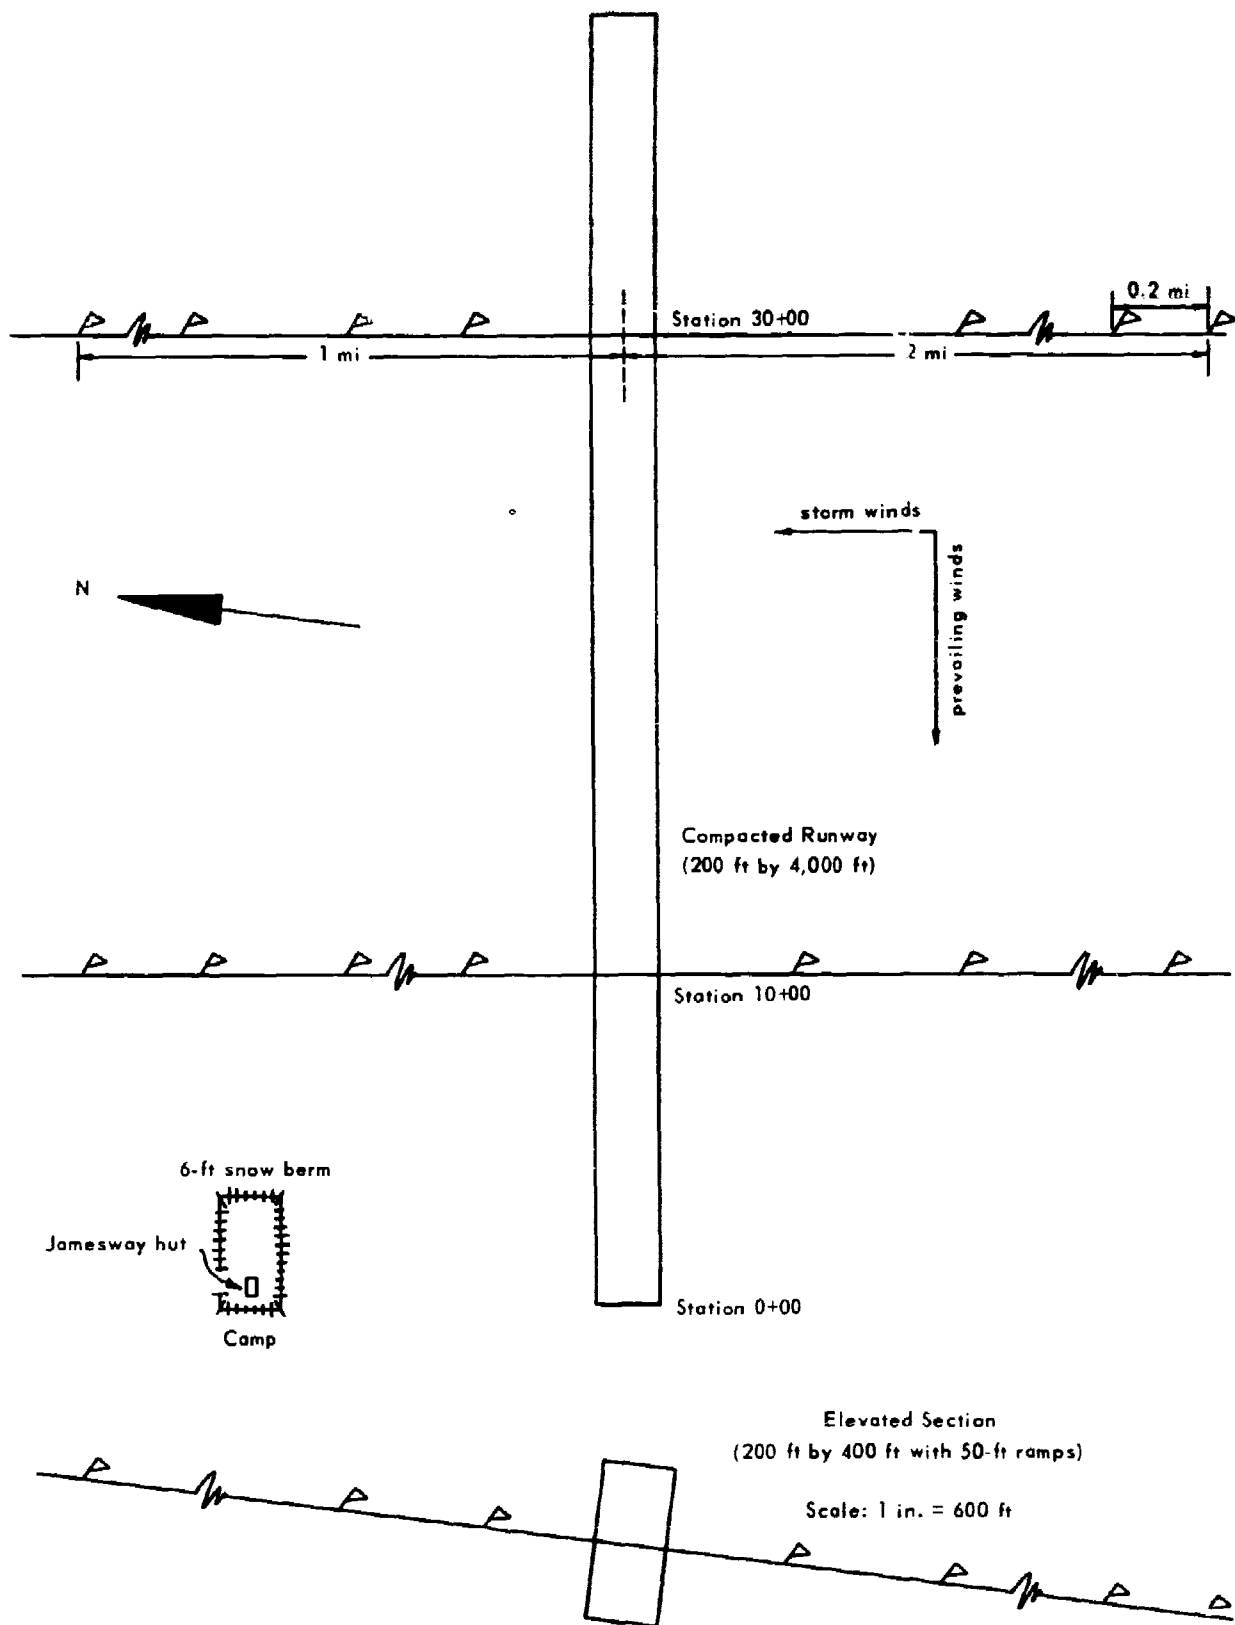 0.2 mi
Station 30+00
1 mi
2 mi
storm winds
prevailing winds
N
Compacted Runway
(200 ft by 4,000 ft)
Station 10+00
6-ft snow berm
Jamesway hut
Station 0+00
Camp
Elevated Section
(200 ft by 400 ft with 50-ft ramps)
Scale: 1 in. = 600 ft